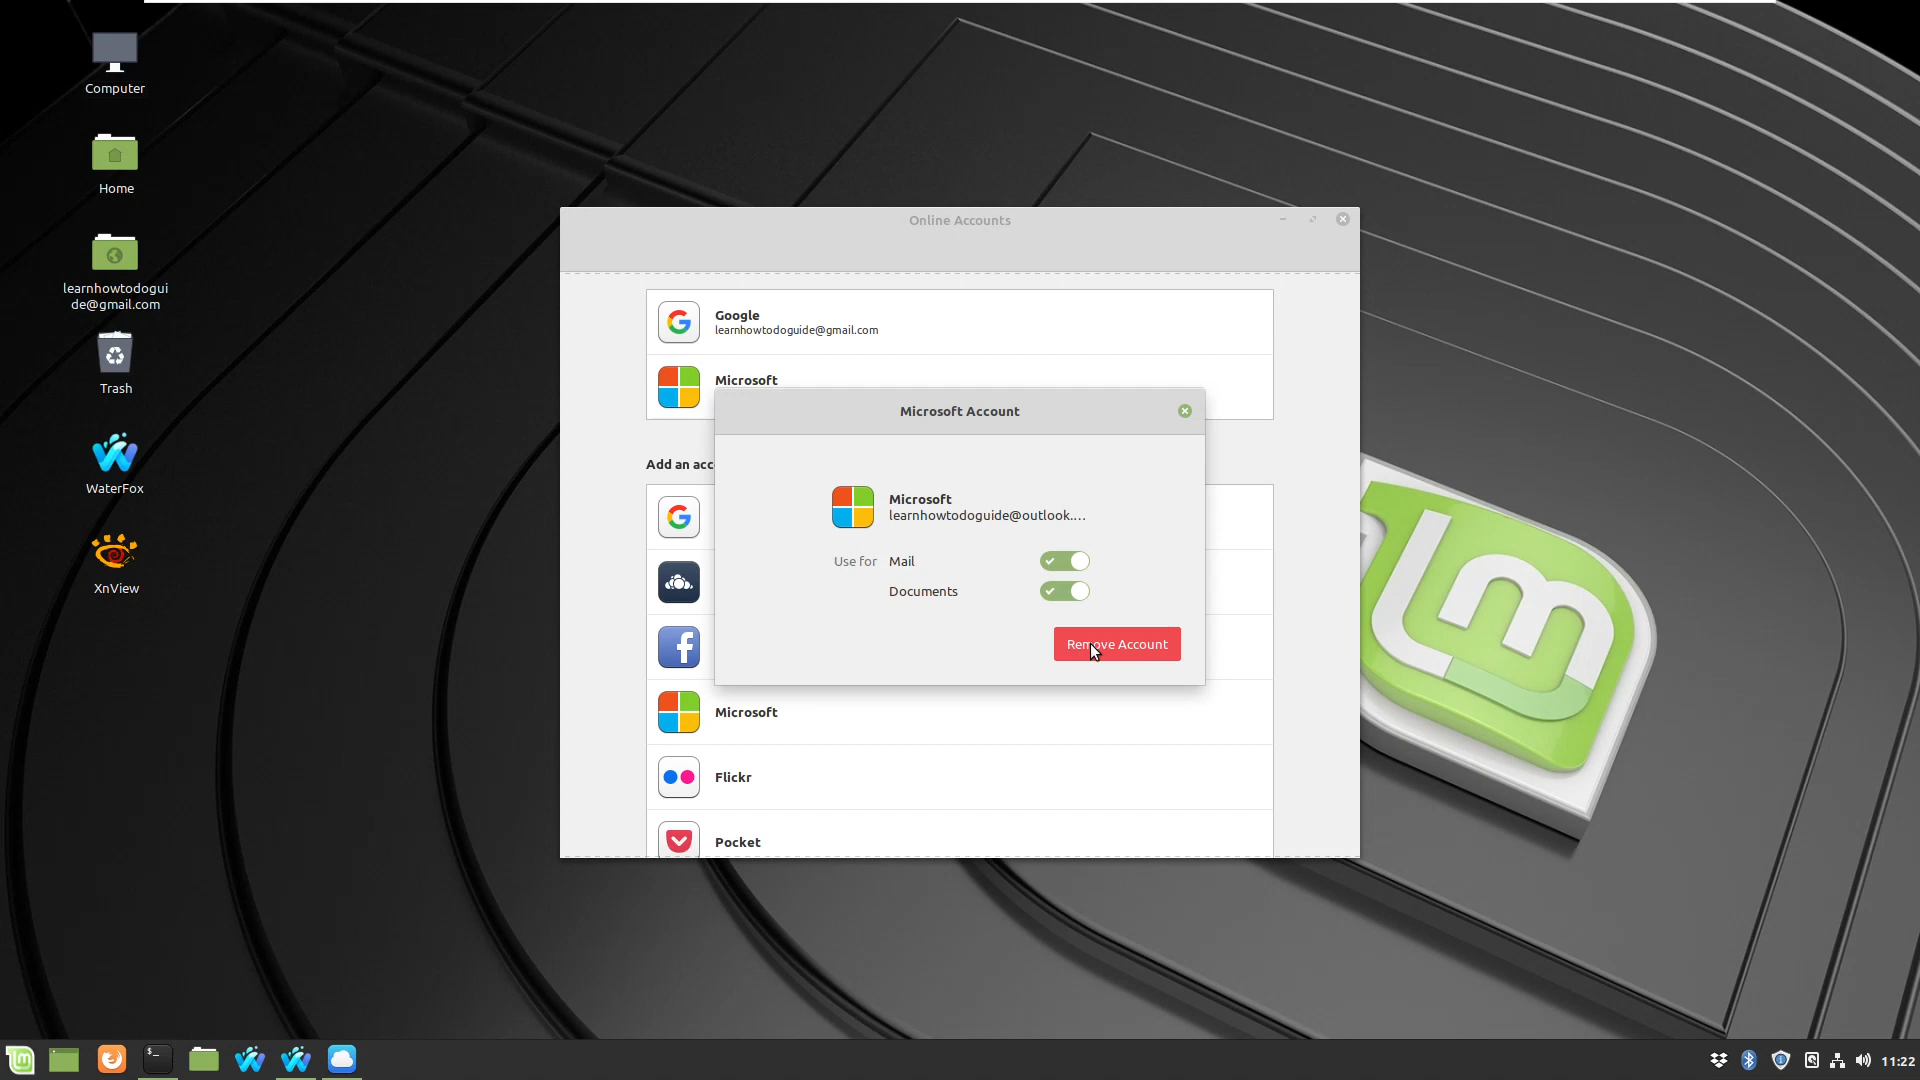 Computer
Home
learnhowtodogui
de@gmail.com
Trash
WaterFox
XnView
Online Accounts
Google
learnhowtodoguide@gmail.com
Microsoft
Add an acc
Microsoft Account
Microsoft
learnhowtodoguide@outlook....
Use for Mail
Documents
Remove Account
Microsoft
Flickr
Pocket
11:22